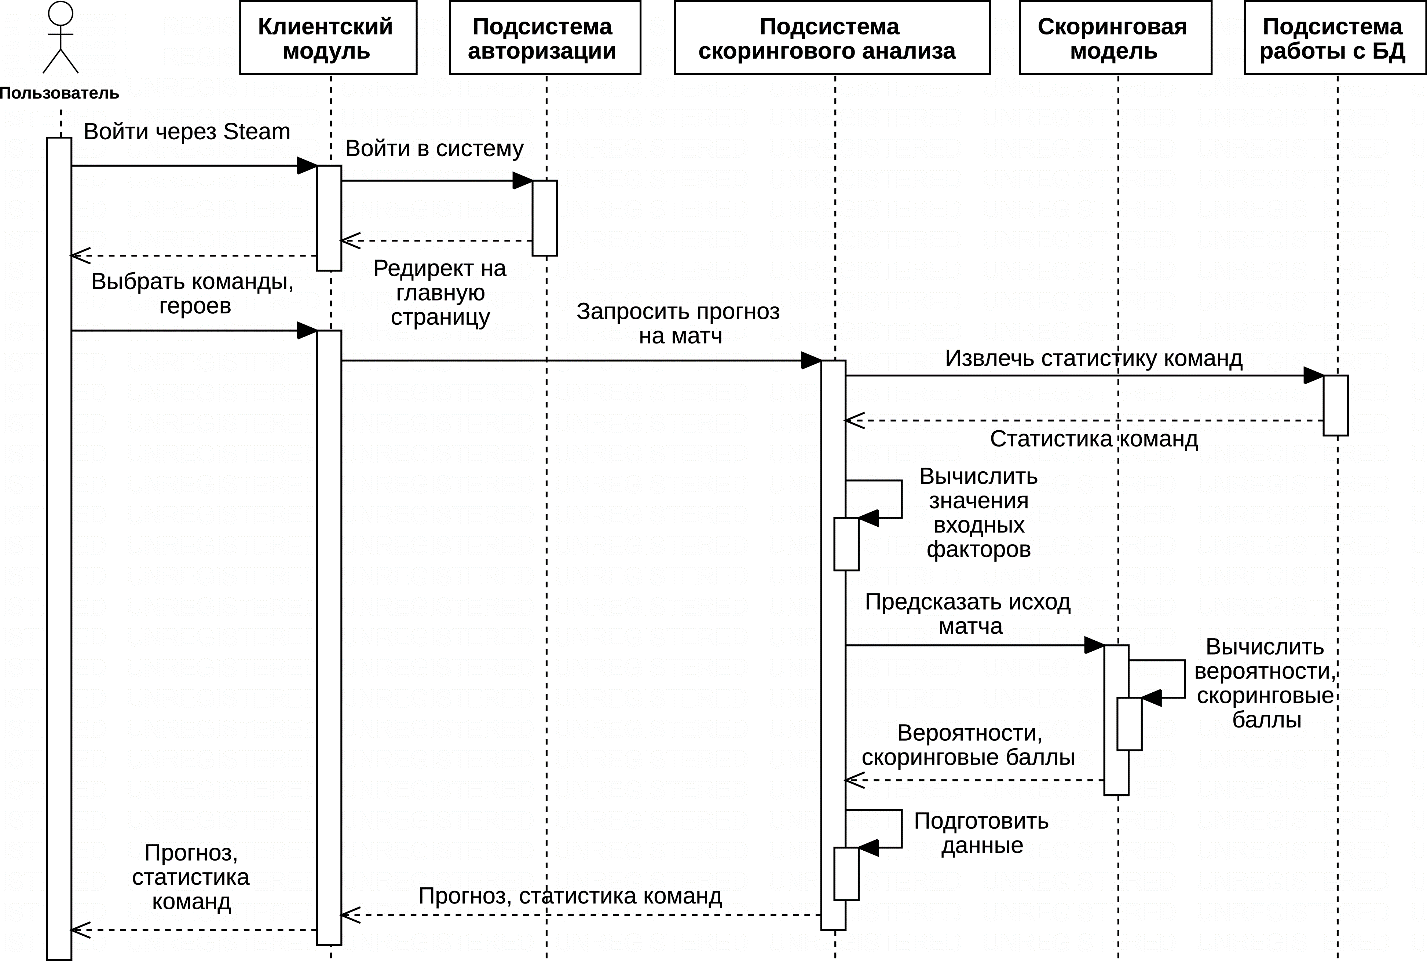 Клиентский
модуль
Подсистема
авторизации
Подсистема
скорингового анализа
Скоринговая
модель
Подсистема
работы с БД
Пользователь
Войти через Steam
Войти в систему
Редирект на
главную
страницу
Выбрать команды,
героев
Запросить прогноз
на матч
Извлечь статистику команд
Статистика команд
Вычислить
значения
входных
факторов
Предсказать исход
матча
Вычислить
вероятности,
скоринговые
баллы
Вероятности,
скоринговые баллы
Подготовить
данные
Прогноз, статистика команд
Прогноз,
статистика
команд